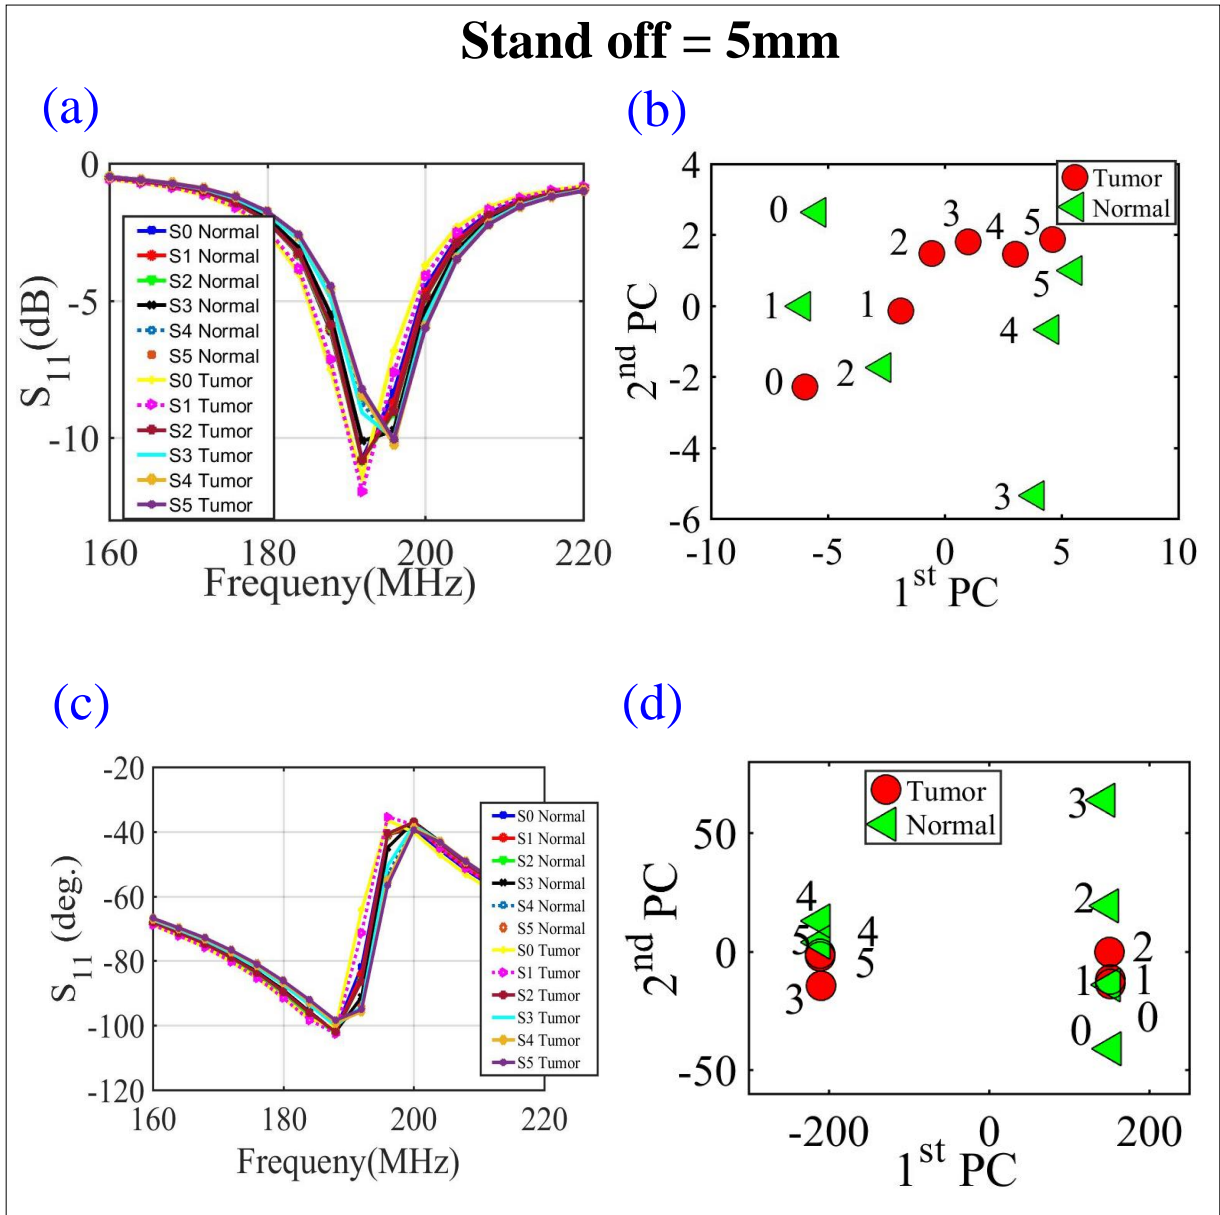 Stand off = 5mm
(a)
0
-5
-10
S11(dB)
S0 Normal
S1 Normal
S2 Normal
S3 Normal
S4 Normal
S5 Normal
S0 Tumor
S1 Tumor
S2 Tumor
S3 Tumor
S4 Tumor
S5 Tumor
160 180 200 220
Frequeny(MHz)
(b)
4
2
0
-2
-4
-6
2nd PC
Tumor
Normal
0
3 4 5
2
5
1 1
4
0 2
3
-10 -5 0 5 10
1st PC
(c)
-20
-40
-60
-80
-100
-120
S11 (deg.)
S0 Normal
S1 Normal
S2 Normal
S3 Normal
S4 Normal
S5 Normal
S0 Tumor
S1 Tumor
S2 Tumor
S3 Tumor
S4 Tumor
S5 Tumor
160 180 200 220
Frequeny(MHz)
(d)
50
0
-50
2nd PC
Tumor
Normal
3
4 2
5 4 2
5 1 1
3 0
0
-200 0 200
1st PC